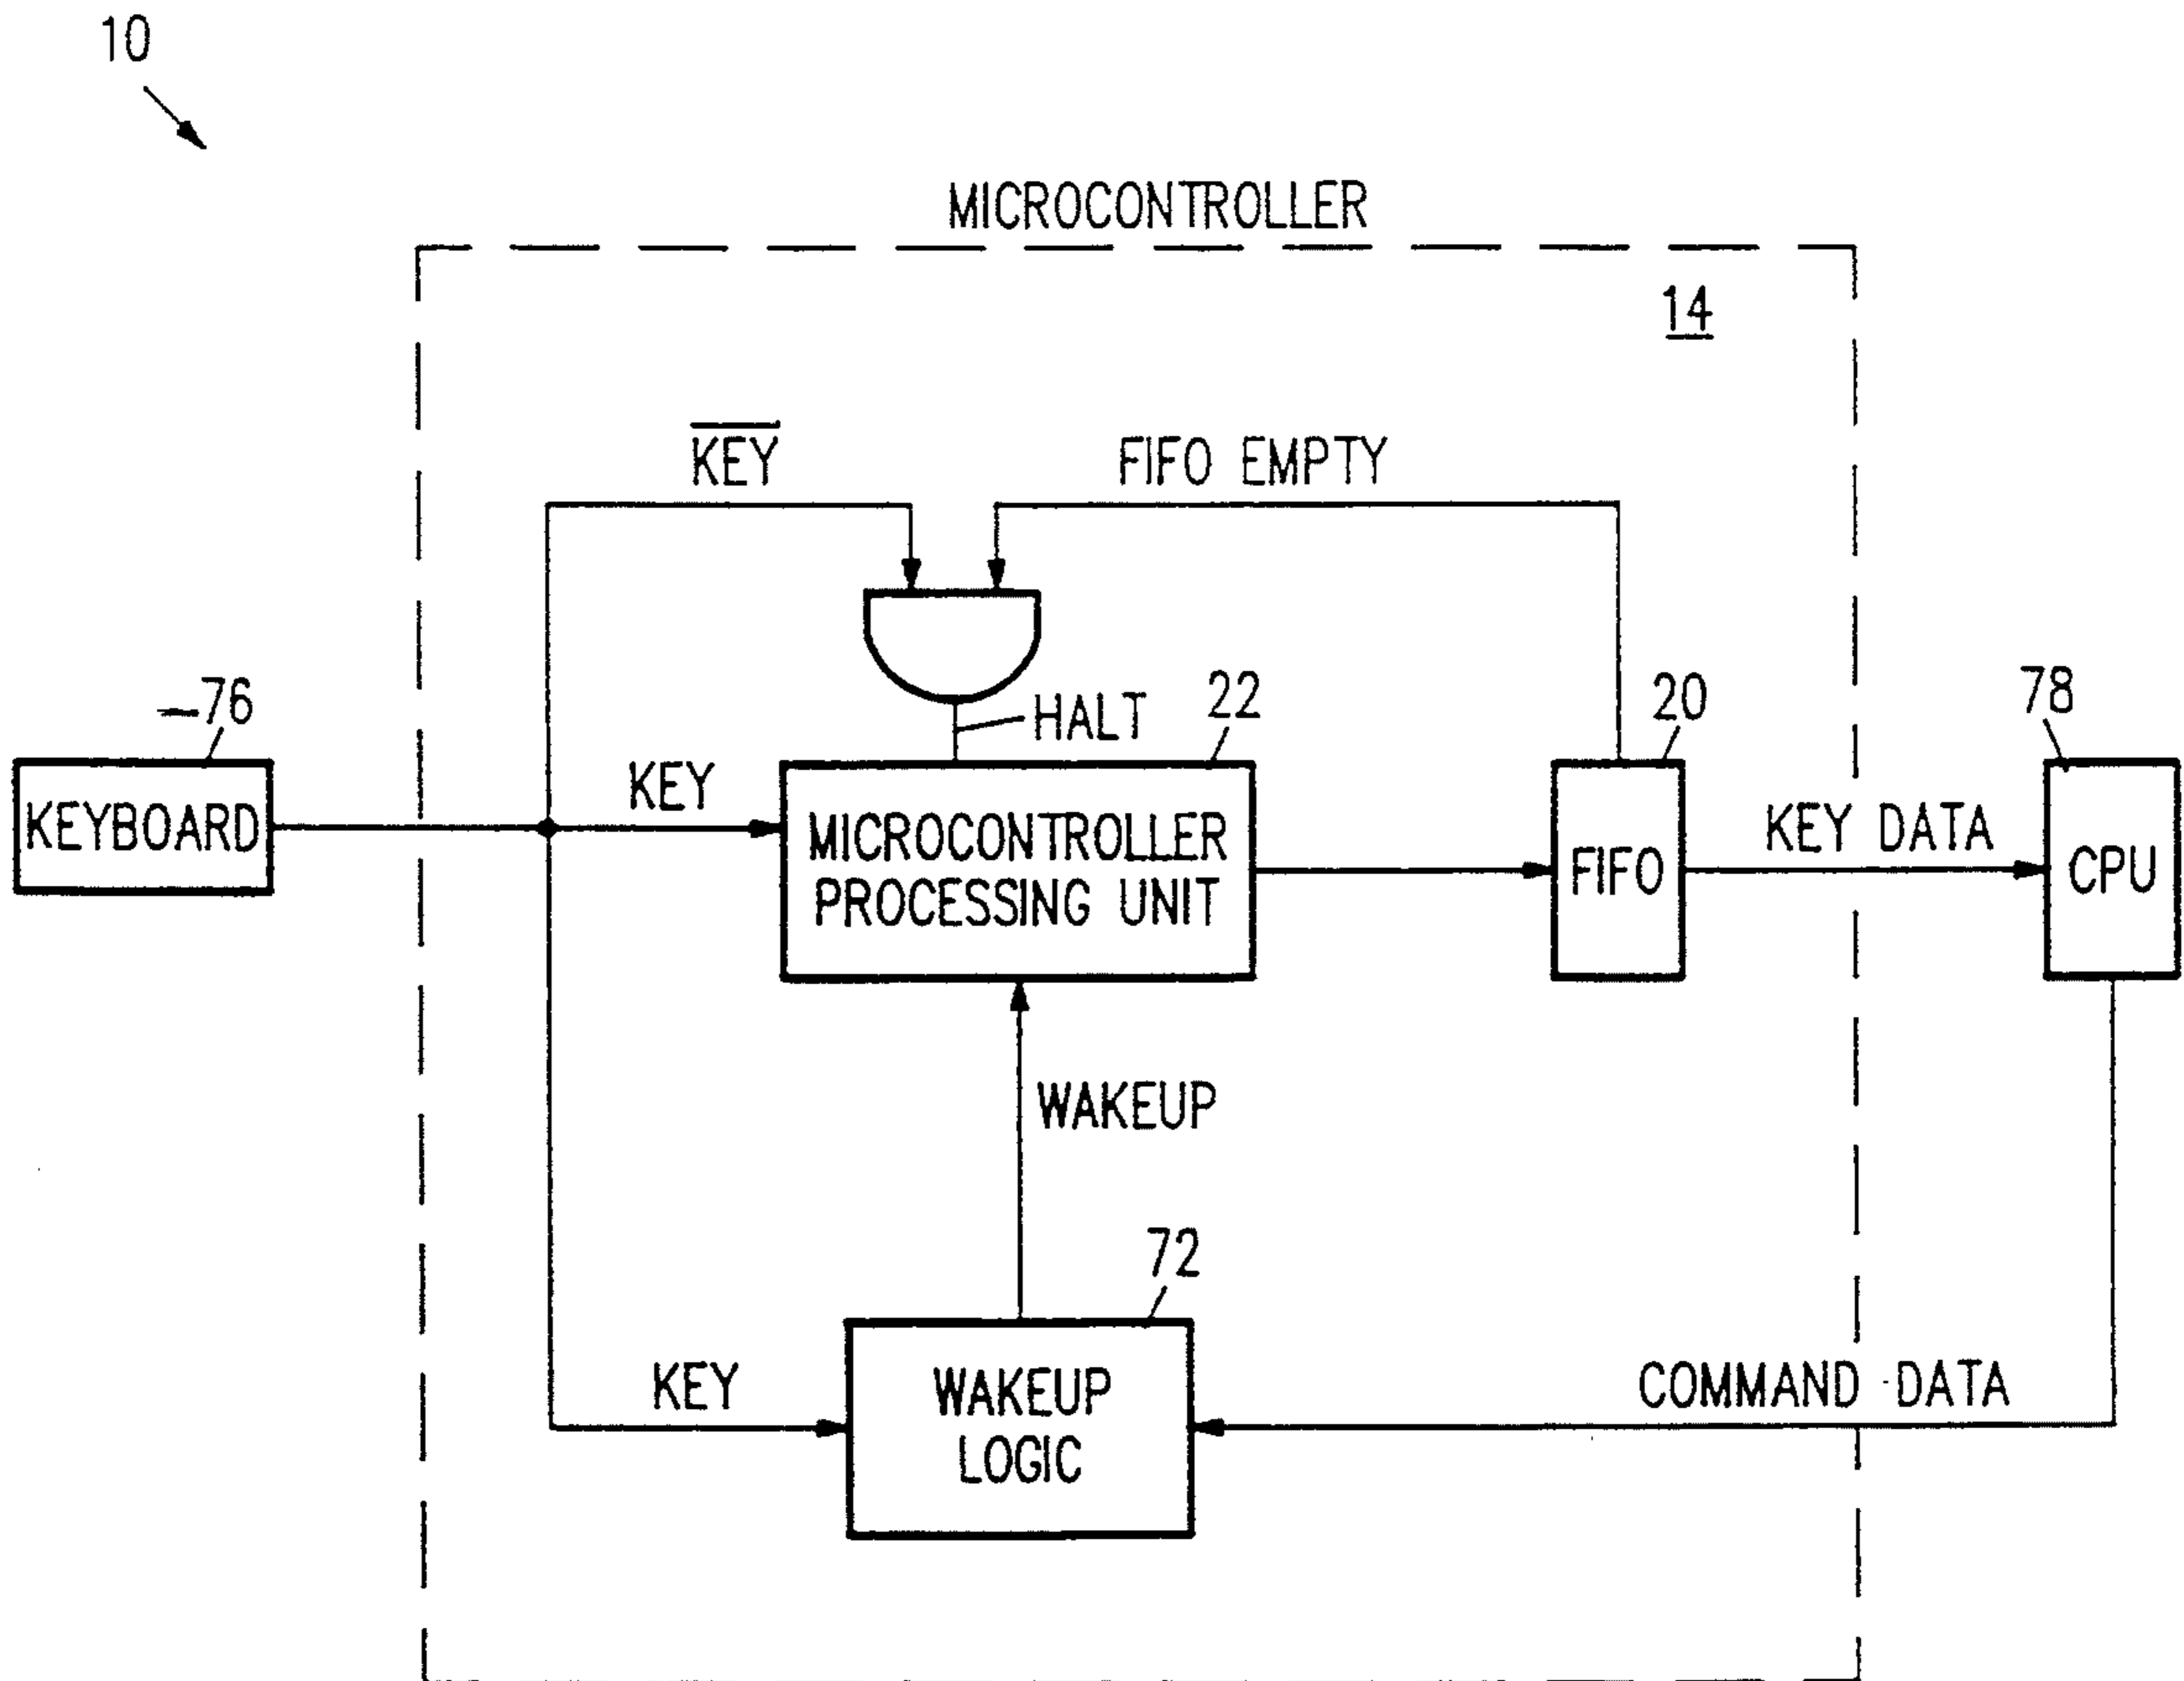 10
MICROCONTROLLER
14
KEY
FIFO EMPTY
76
HALT
22
20
78
KEYBOARD
KEY
MICROCONTROLLER
PROCESSING UNIT
FIFO
KEY DATA
CPU
WAKEUP
72
KEY
WAKEUP
LOGIC
COMMAND DATA